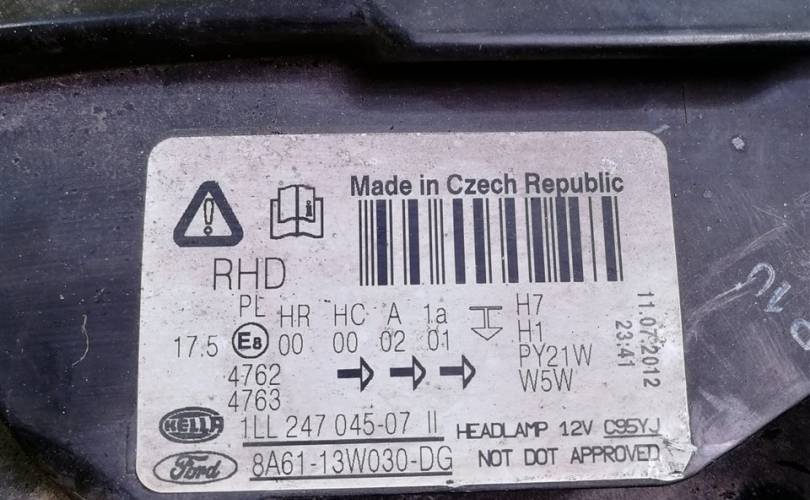 Made in Czech Republic
RHD
PL HR HC A 1a H7
17.5 E8 00 00 02 01 H1
PY21W
4762 W5W
4763
11.07.2012
23:41
HELLA 1LL 247 045-07 II HEADLAMP 12V C95YJ
Ford 8A61-13W030-DG NOT DOT APPROVED